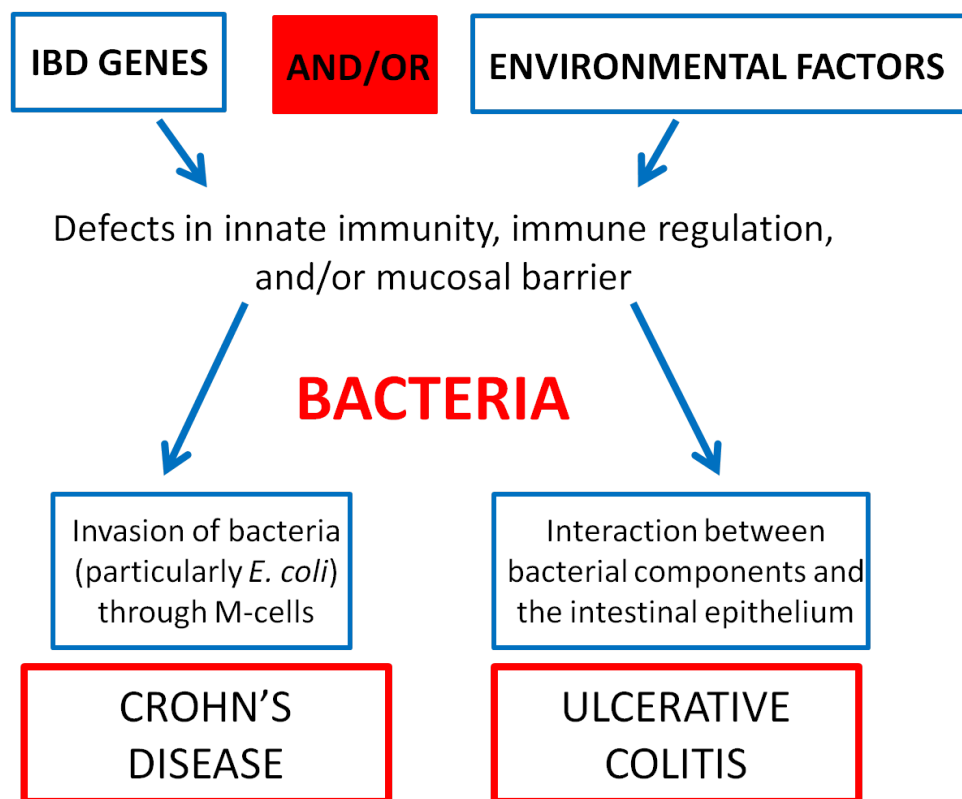 IBD GENES
AND/OR
ENVIRONMENTAL FACTORS
Defects in innate immunity, immune regulation,
and/or mucosal barrier
BACTERIA
Invasion of bacteria
(particularly E. coli)
through M-cells
Interaction between
bacterial components and
the intestinal epithelium
CROHN’S
DISEASE
ULCERATIVE
COLITIS